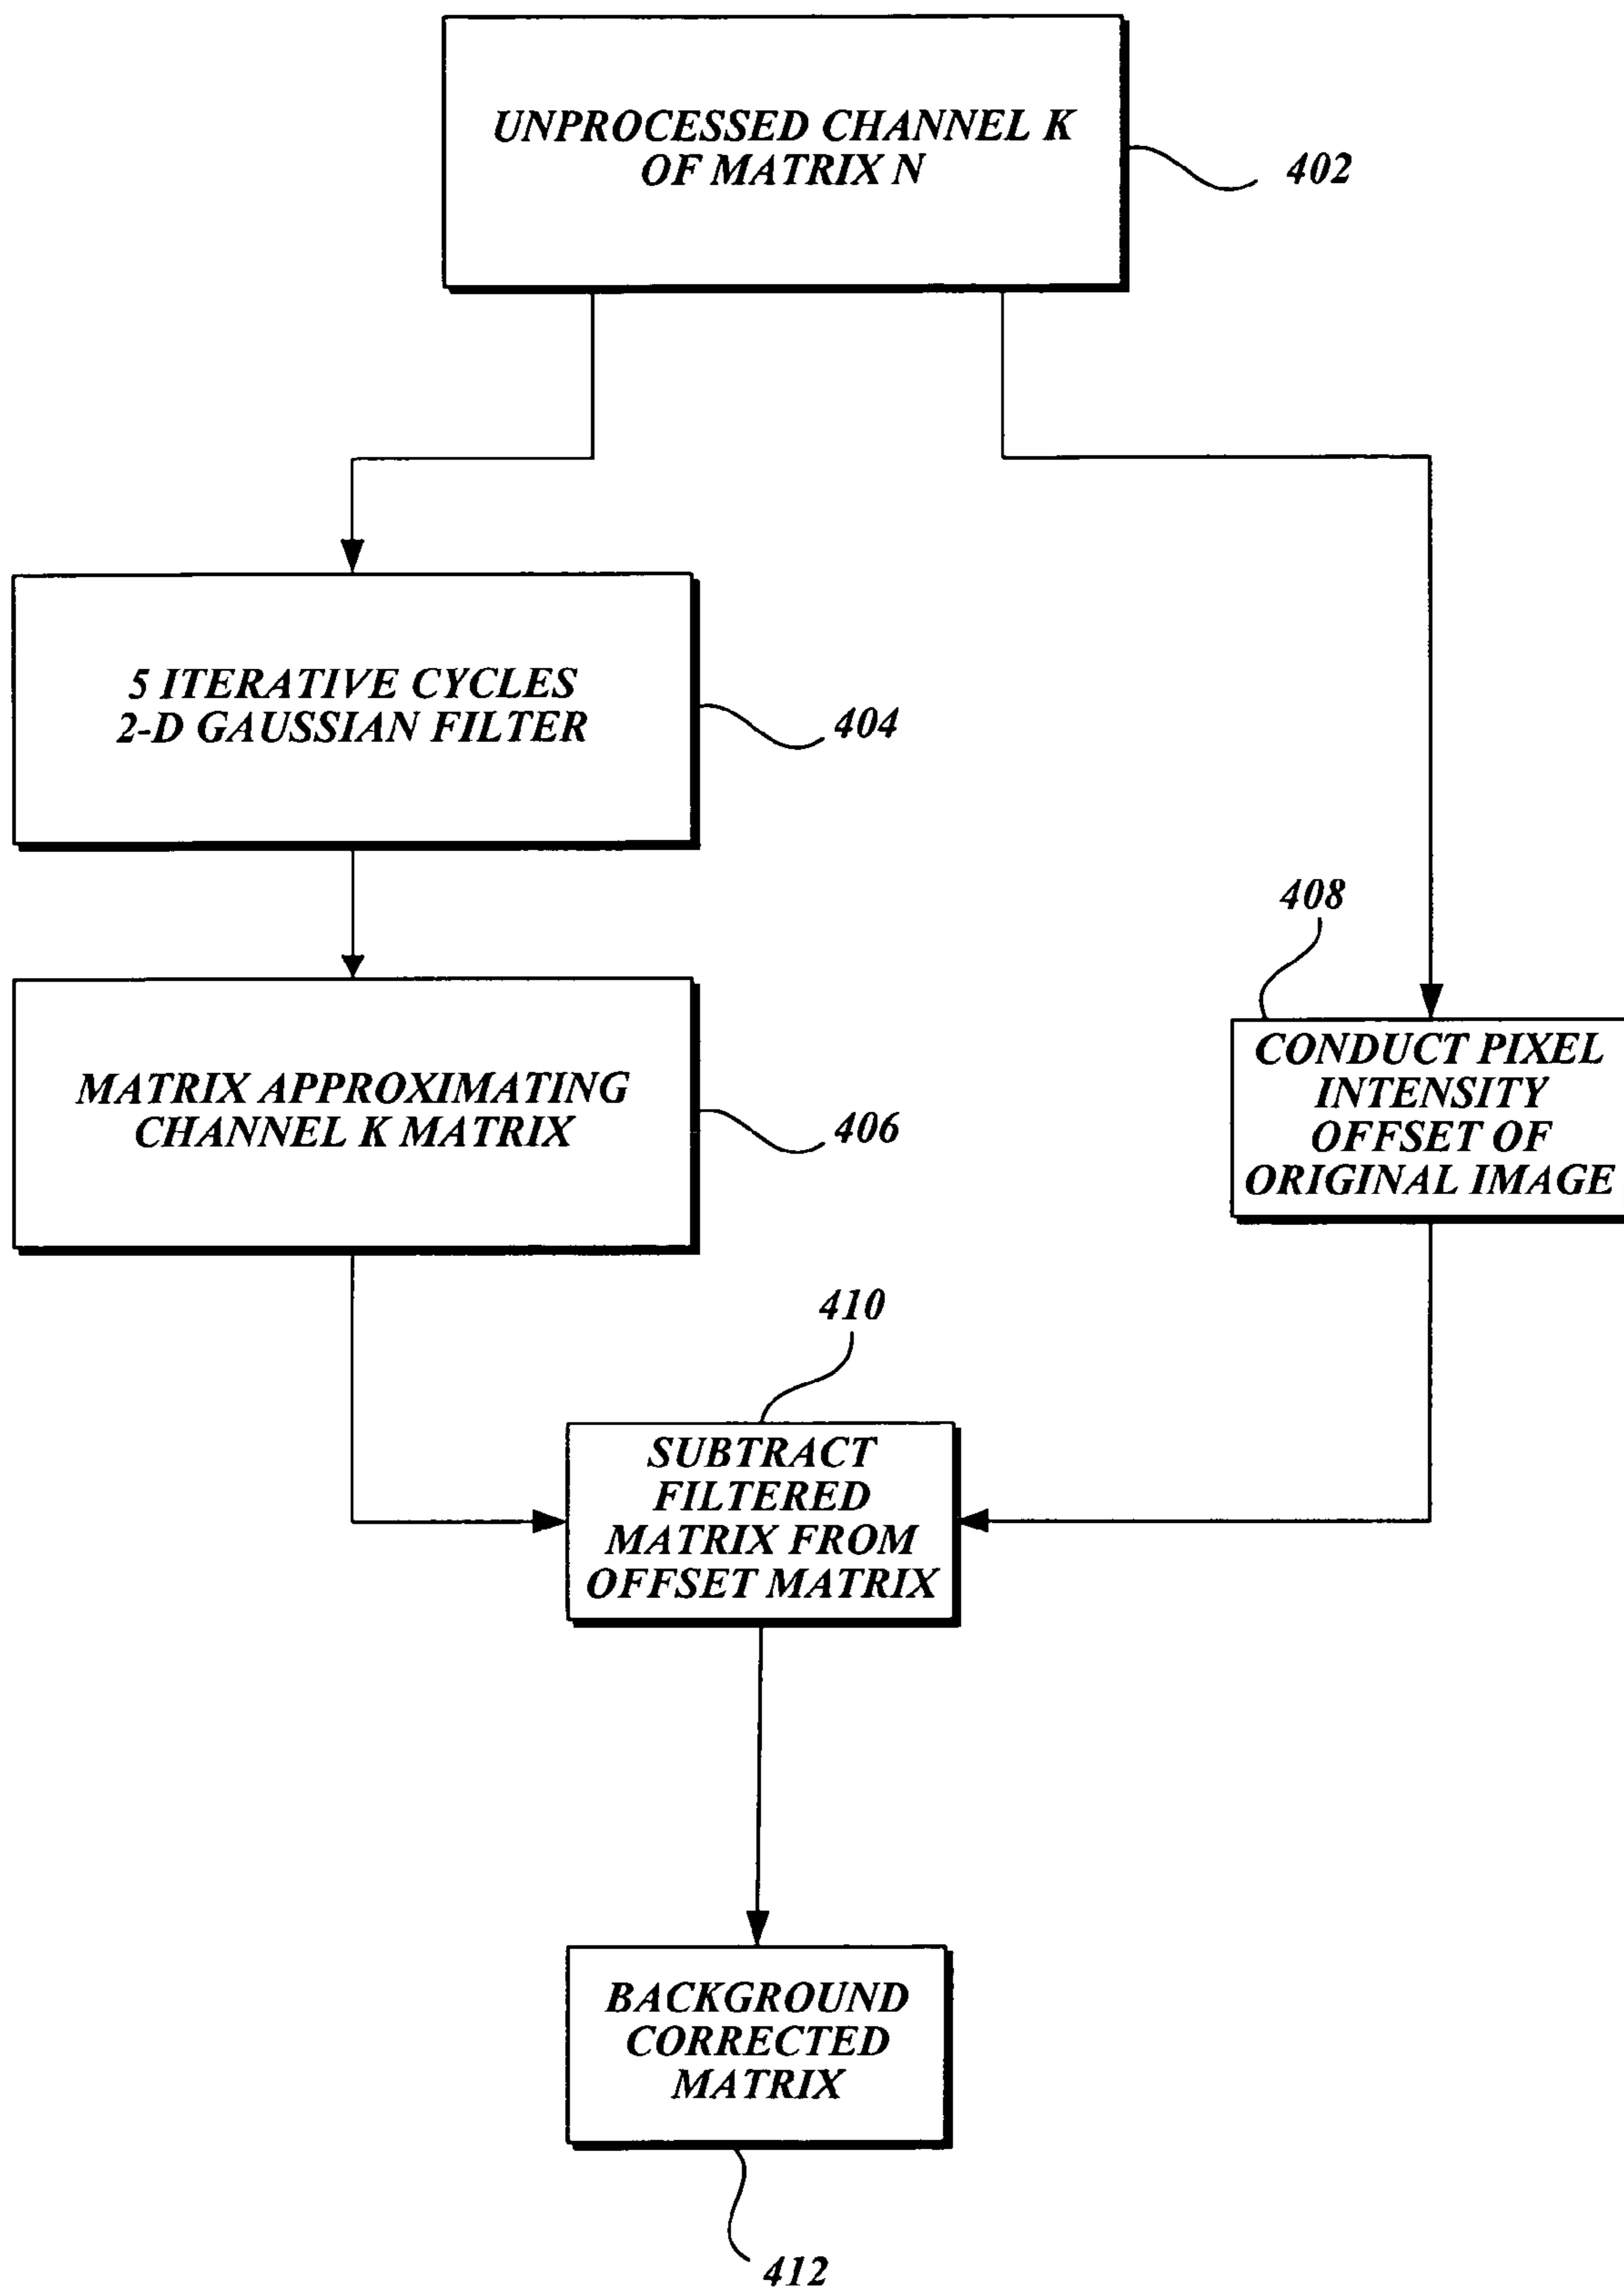 UNPROCESSED CHANNEL K
OF MATRIX N
402
5 ITERATIVE CYCLES
2-D GAUSSIAN FILTER
404
408
MATRIX APPROXIMATING
CHANNEL K MATRIX
406
CONDUCT PIXEL
INTENSITY
OFFSET OF
ORIGINAL IMAGE
410
SUBTRACT
FILTERED
MATRIX FROM
OFFSET MATRIX
BACKGROUND
CORRECTED
MATRIX
412